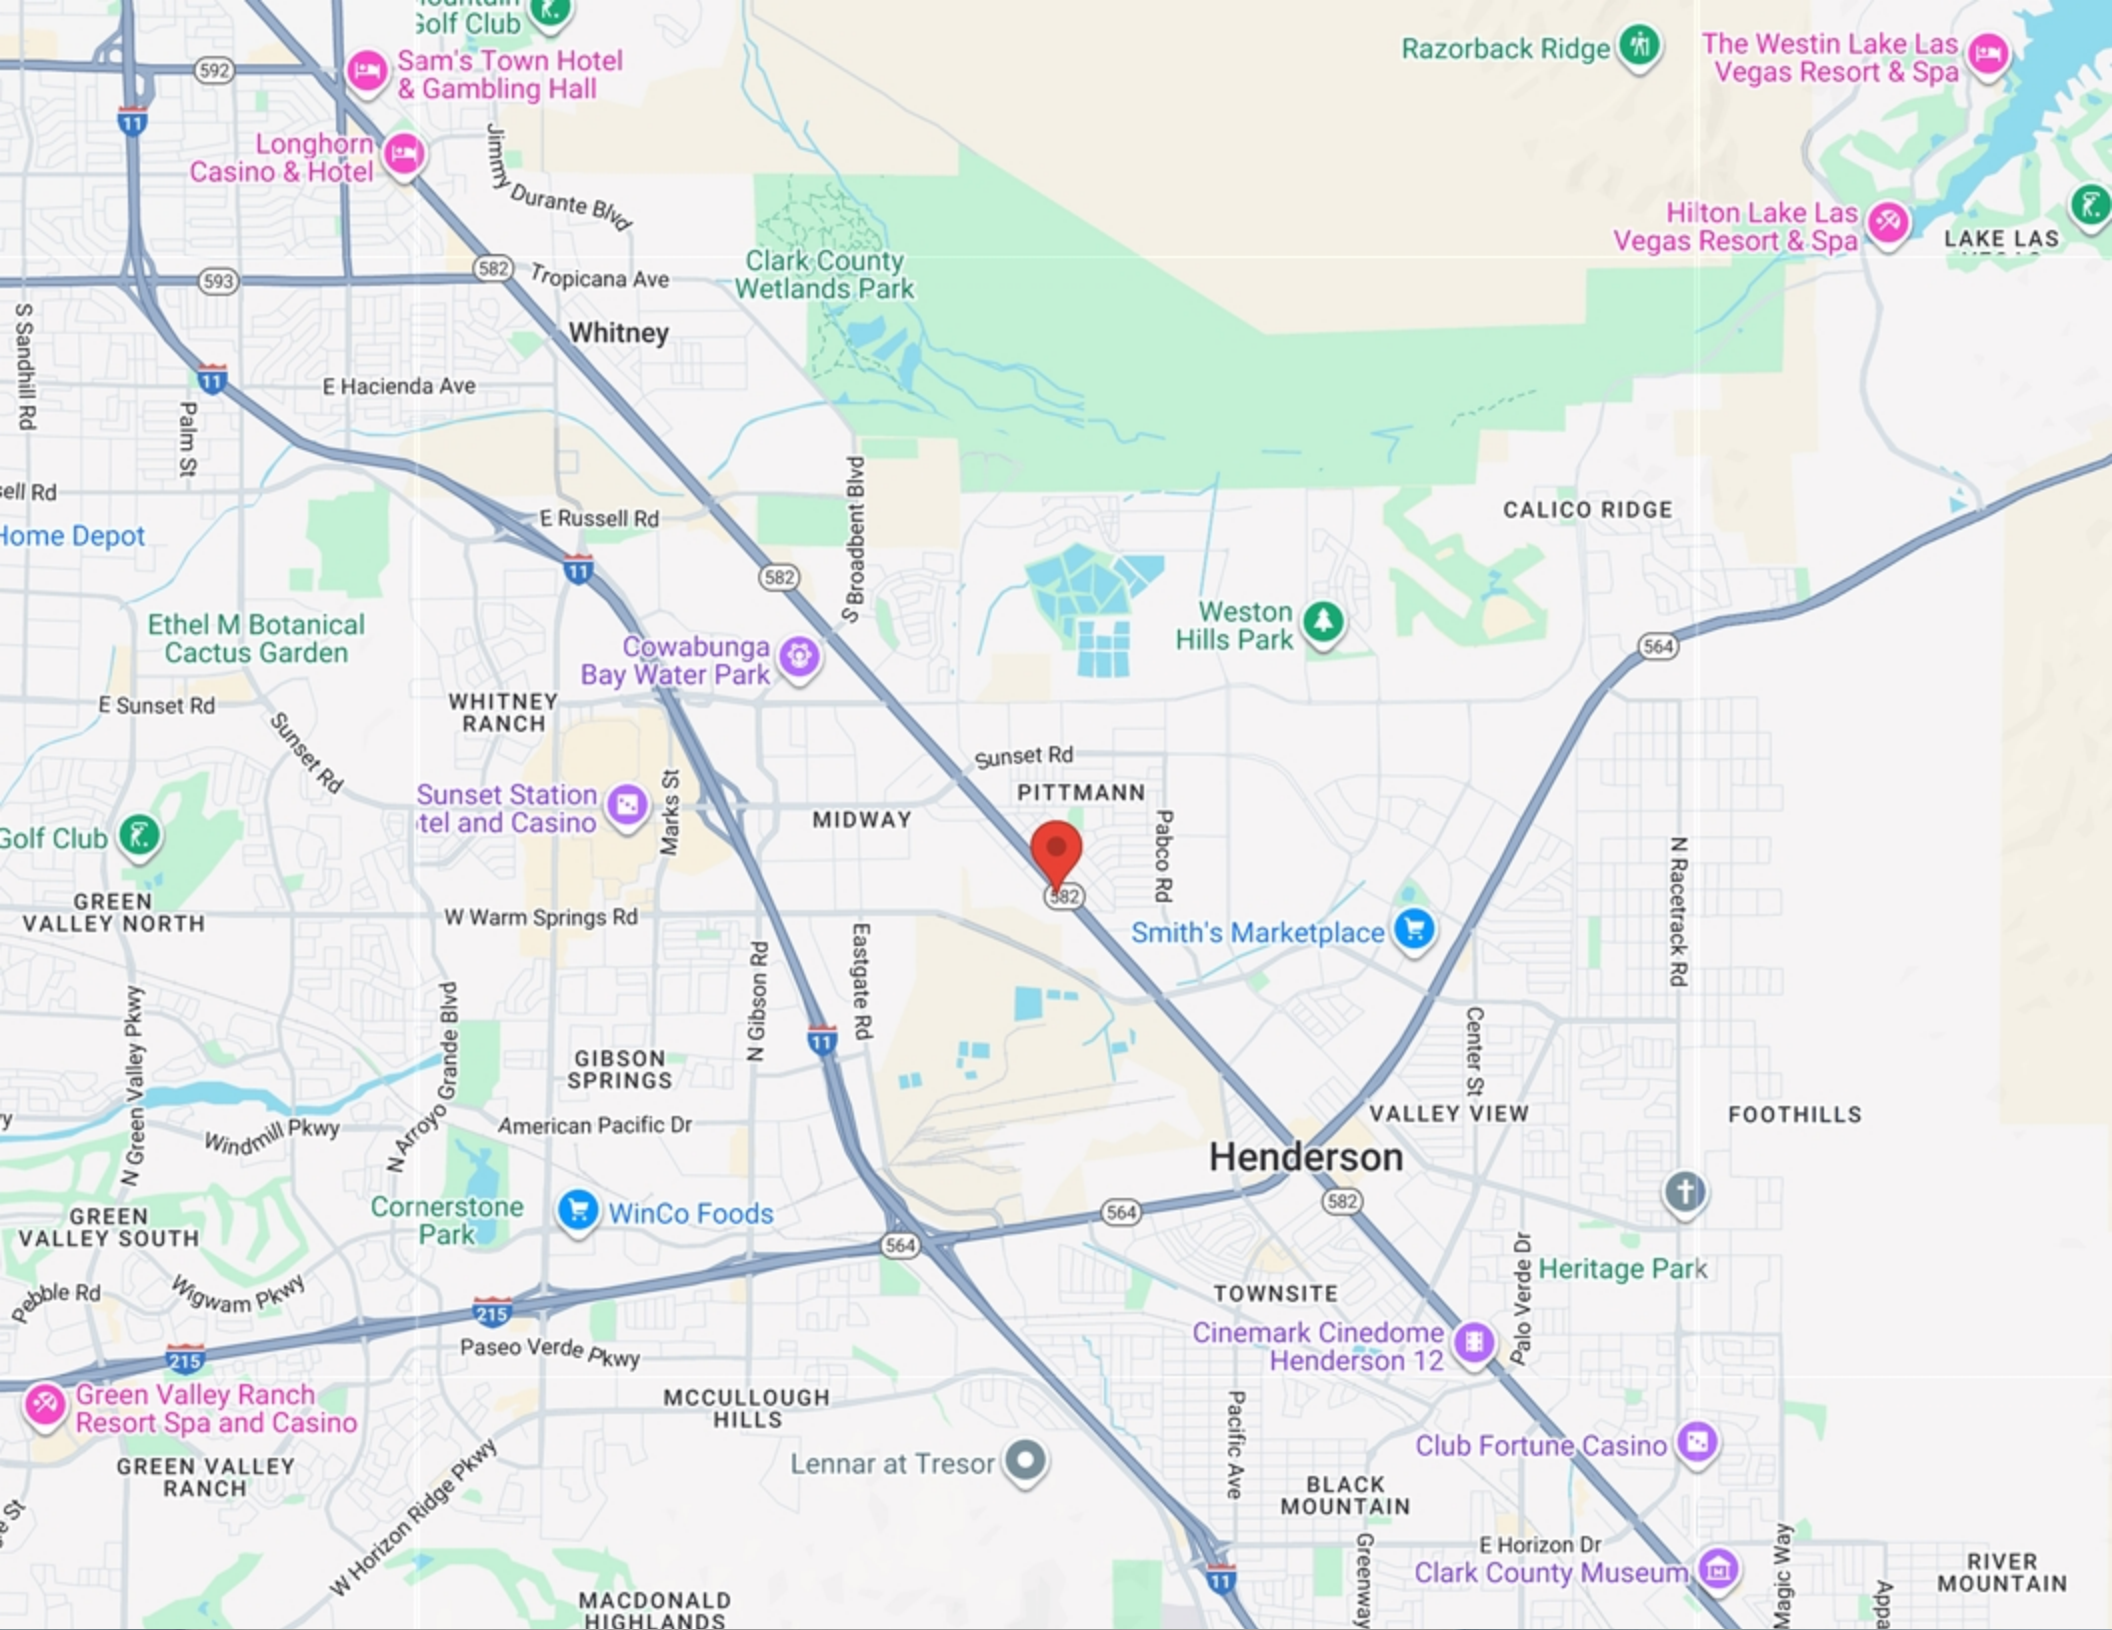 Golf Club
592
Sam's Town Hotel
& Gambling Hall
11
Longhorn
Casino & Hotel
Jimmy Durante Blvd
Razorback Ridge
The Westin Lake Las
Vegas Resort & Spa
Hilton Lake Las
Vegas Resort & Spa
LAKE LAS
593
582
Tropicana Ave
Clark County
Wetlands Park
Whitney
S Sandhill Rd
11
Palm St
E Hacienda Ave
ell Rd
Home Depot
E Russell Rd
11
582
S Broadbent Blvd
CALICO RIDGE
Ethel M Botanical
Cactus Garden
Cowabunga
Bay Water Park
Weston
Hills Park
564
E Sunset Rd
Sunset Rd
WHITNEY
RANCH
Sunset Rd
PITTMANN
Sunset Station
tel and Casino
Marks St
MIDWAY
Pabco Rd
Golf Club
582
N Racetrack Rd
GREEN
VALLEY NORTH
W Warm Springs Rd
Smith's Marketplace
N Green Valley Pkwy
N Arroyo Grande Blvd
N Gibson Rd
Eastgate Rd
11
GIBSON
SPRINGS
Center St
Windmill Pkwy
American Pacific Dr
VALLEY VIEW
FOOTHILLS
Henderson
Cornerstone
Park
WinCo Foods
564
564
582
GREEN
VALLEY SOUTH
Pebble Rd
Wigwam Pkwy
215
215
Paseo Verde Pkwy
TOWNSITE
Palo Verde Dr
Heritage Park
Cinemark Cinedome
Henderson 12
Green Valley Ranch
Resort Spa and Casino
MCCULLOUGH
HILLS
Pacific Ave
Club Fortune Casino
GREEN VALLEY
RANCH
W Horizon Ridge Pkwy
Lennar at Tresor
BLACK
MOUNTAIN
e St
E Horizon Dr
Clark County Museum
Greenway
Magic Way
Appa
RIVER
MOUNTAIN
11
MACDONALD
HIGHLANDS